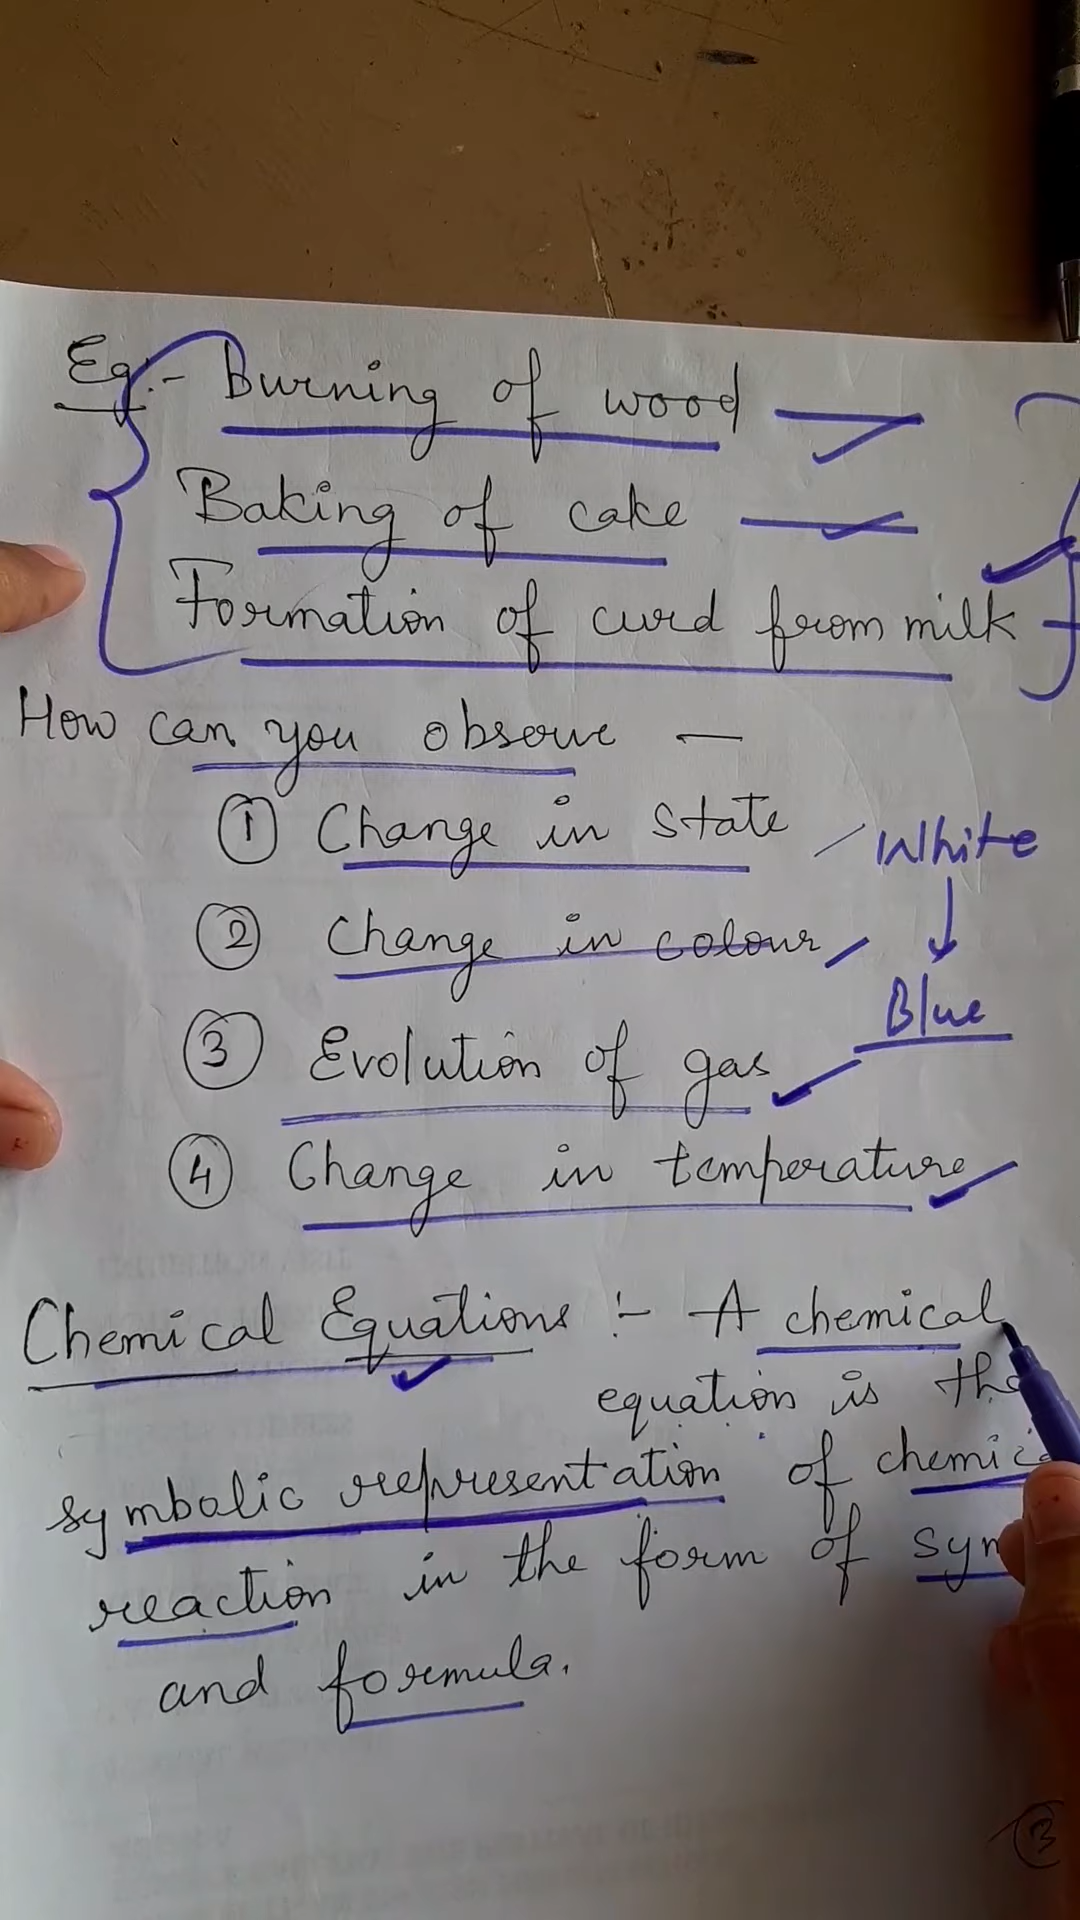 Eg:- Burning of wood
Baking of cake
Formation of curd from milk
How can you observe —
① Change in state
White
② Change in colour
Blue
③ Evolution of gas
④ Change in temperature
Chemical Equations :- A chemical
equation is the
symbolic representation of
reaction in the form of
and formula.
3